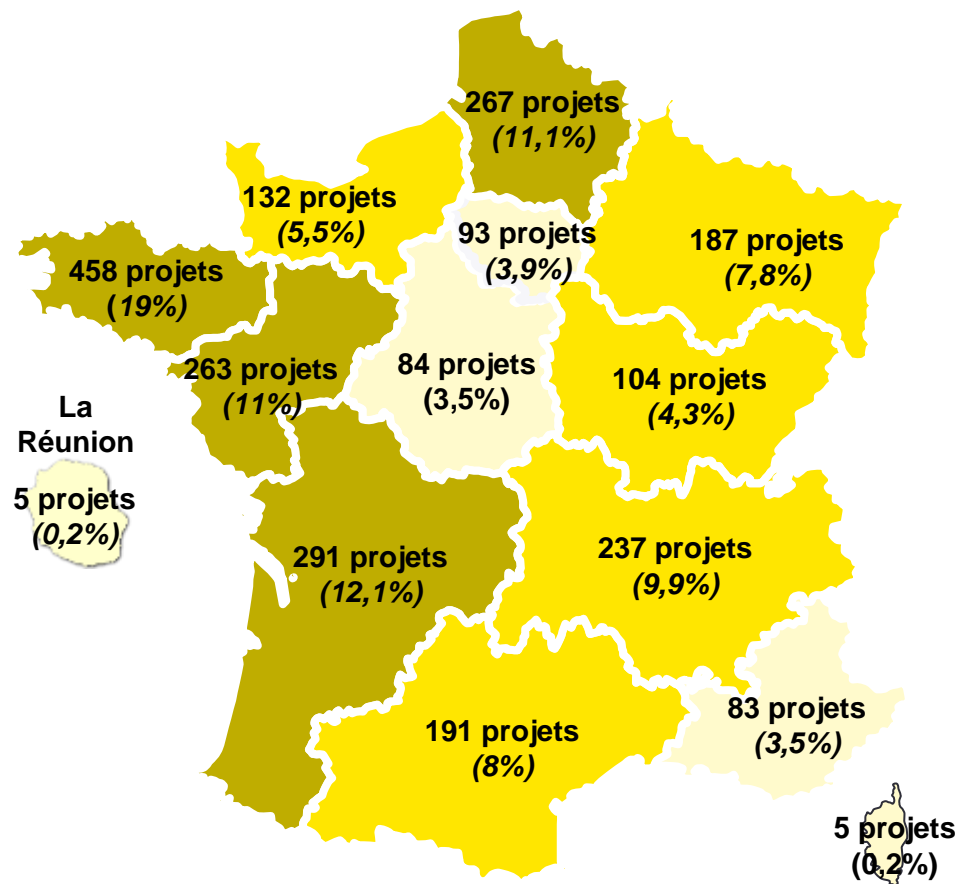 267 projets
(11,1%)
132 projets
(5,5%)
93 projets
(3,9%)
187 projets
(7,8%)
458 projets
(19%)
263 projets
(11%)
84 projets
(3,5%)
104 projets
(4,3%)
La
Réunion
5 projets
(0,2%)
291 projets
(12,1%)
237 projets
(9,9%)
191 projets
(8%)
83 projets
(3,5%)
5 projets
(0,2%)